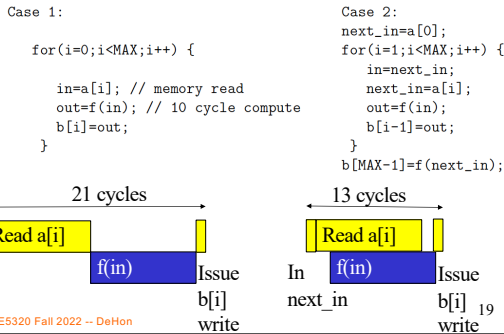 Case 1:
for(i=0;i<MAX;i++) {
in=a[i]; // memory read
out=f(in); // 10 cycle compute
b[i]=out;
}
Case 2:
next_in=a[0];
for(i=1;i<MAX;i++) {
in=next_in;
next_in=a[i];
out=f(in);
b[i-1]=out;
}
b[MAX-1]=f(next_in);
21 cycles
Read a[i]
f(in)
Issue
b[i]
write
13 cycles
Read a[i]
In
next_in
f(in)
Issue
b[i]
write
E5320 Fall 2022 -- DeHon
19